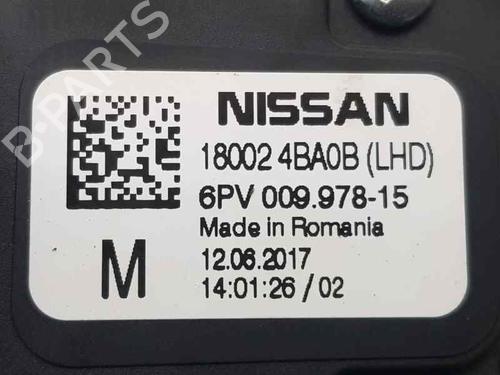 B-PARTS
NISSAN
18002 4BA0B (LHD)
6PV 009.978-15
Made in Romania
M
12.06.2017
14:01:26 / 02